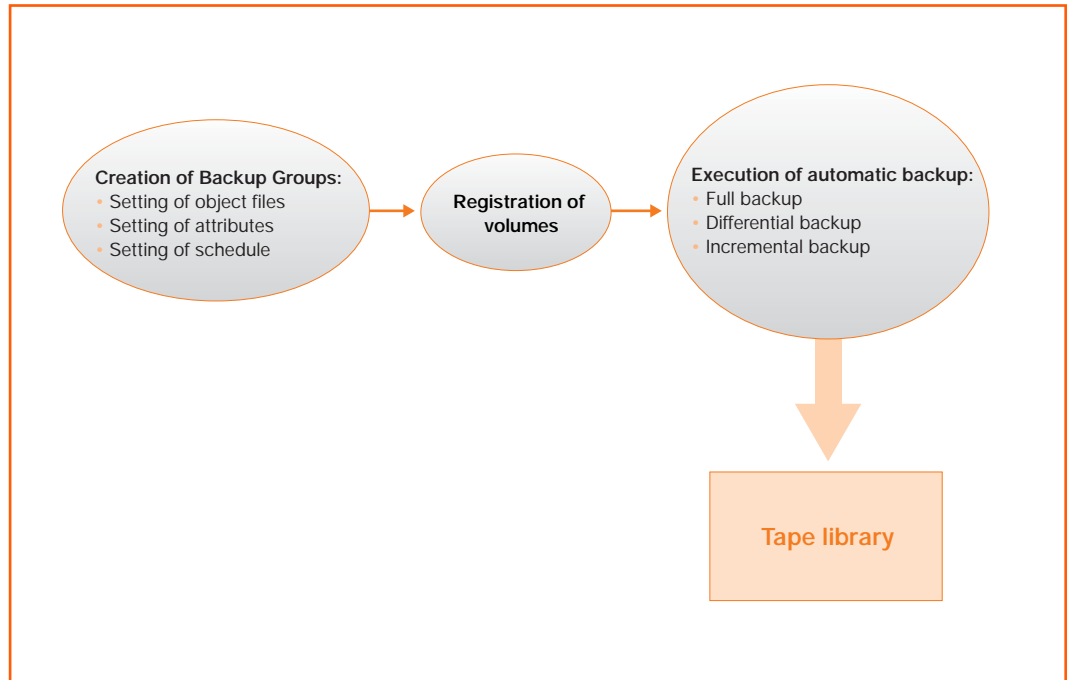 Creation of Backup Groups:
• Setting of object files
• Setting of attributes
• Setting of schedule
Registration of
volumes
Execution of automatic backup:
• Full backup
• Differential backup
• Incremental backup
Tape library